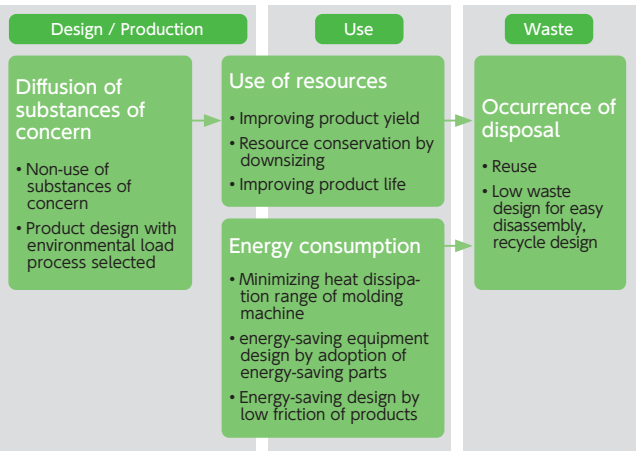 Design / Production
Use
Waste
Diffusion of
substances of
concern
• Non-use of
substances of
concern
• Product design with
environmental load
process selected
Use of resources
• Improving product yield
• Resource conservation by
downsizing
• Improving product life
Energy consumption
• Minimizing heat dissipa-
tion range of molding
machine
• energy-saving equipment
design by adoption of
energy-saving parts
• Energy-saving design by
low friction of products
Occurrence of
disposal
• Reuse
• Low waste
design for easy
disassembly,
recycle design